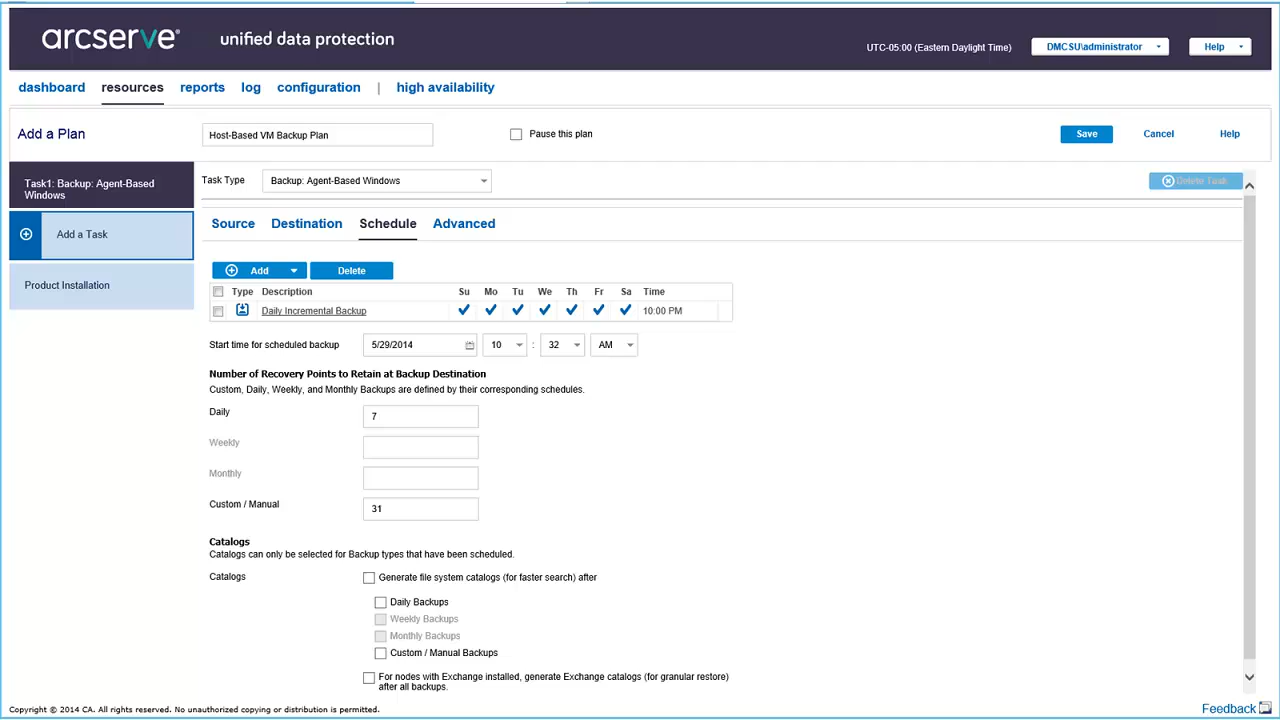 arcserve® unified data protection
UTC-05:00 (Eastern Daylight Time) DMCSU\administrator Help
dashboard resources reports log configuration | high availability
Add a Plan Host-Based VM Backup Plan Pause this plan Save Cancel Help
Task1: Backup: Agent-Based
Windows
Add a Task
Product Installation
Task Type Backup: Agent-Based Windows Delete Task
Source Destination Schedule Advanced
Add Delete
Type Description Su Mo Tu We Th Fr Sa Time
Daily Incremental Backup 10:00 PM
Start time for scheduled backup 5/29/2014 10 : 32 AM
Number of Recovery Points to Retain at Backup Destination
Custom, Daily, Weekly, and Monthly Backups are defined by their corresponding schedules.
Daily 7
Weekly
Monthly
Custom / Manual 31
Catalogs
Catalogs can only be selected for Backup types that have been scheduled.
Catalogs Generate file system catalogs (for faster search) after
Daily Backups
Weekly Backups
Monthly Backups
Custom / Manual Backups
For nodes with Exchange installed, generate Exchange catalogs (for granular restore)
after all backups.
Copyright © 2014 CA. All rights reserved. No unauthorized copying or distribution is permitted. Feedback